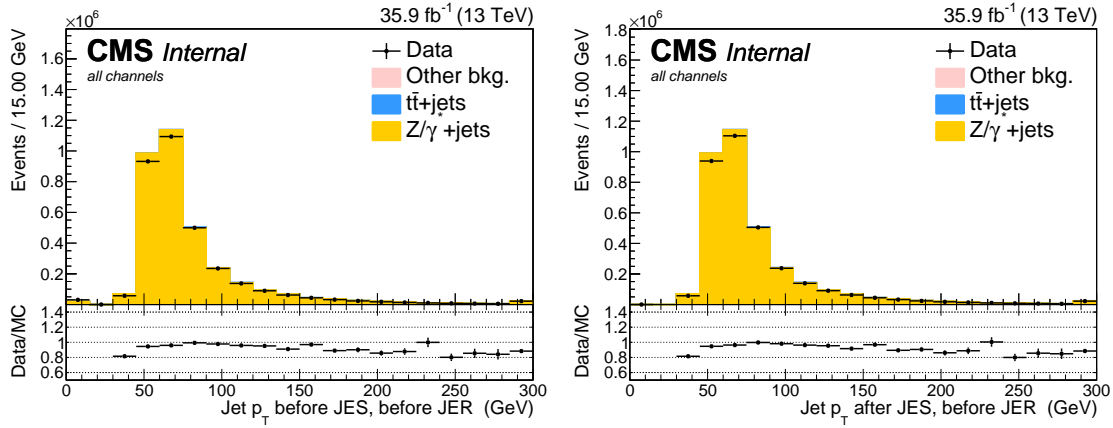 35.9 fb⁻¹ (13 TeV)
×10⁶
CMS Internal
all channels
Data
Other bkg.
tt̄+jets
Z/γ* +jets
Events / 15.00 GeV
1.8
1.6
1.4
1.2
1
0.8
0.6
0.4
0.2
Data/MC
1.4
1.2
1
0.8
0.6
0 50 100 150 200 250 300
Jet p_T before JES, before JER (GeV)
35.9 fb⁻¹ (13 TeV)
×10⁶
CMS Internal
all channels
Data
Other bkg.
tt̄+jets
Z/γ* +jets
Events / 15.00 GeV
1.8
1.6
1.4
1.2
1
0.8
0.6
0.4
0.2
Data/MC
1.4
1.2
1
0.8
0.6
0 50 100 150 200 250 300
Jet p_T after JES, before JER (GeV)